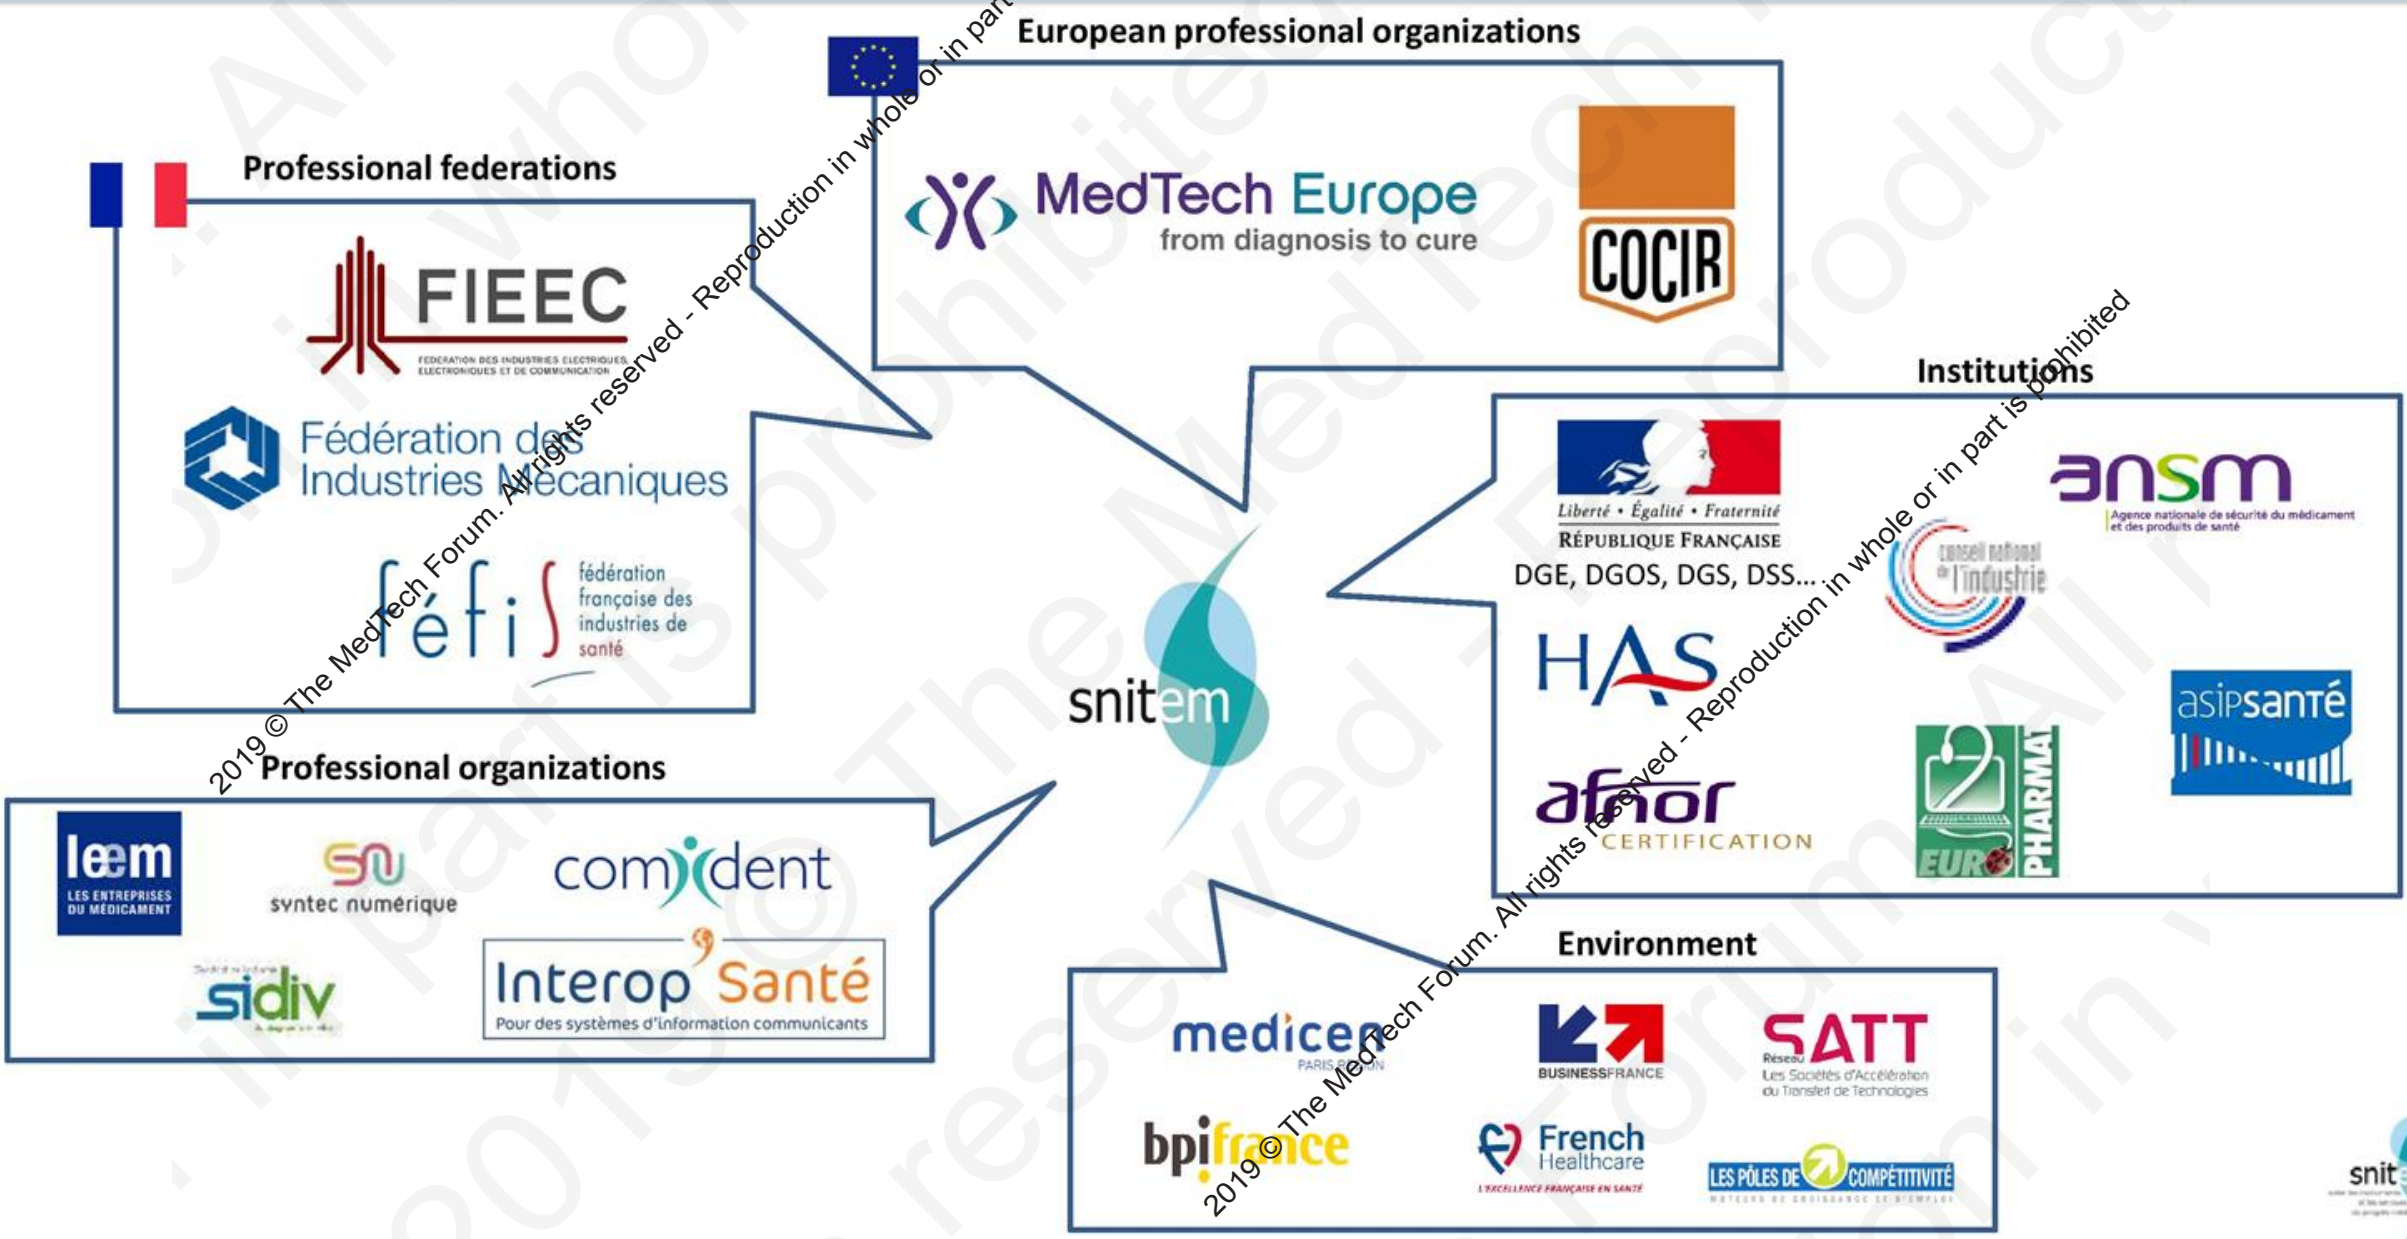 European professional organizations
MedTech Europe
from diagnosis to cure
COCIR
Professional federations
FIEEC
FEDERATION DES INDUSTRIES ELECTRIQUES,
ELECTRONIQUES ET DE COMMUNICATION
Fédération des
Industries Mécaniques
féfis
fédération
française des
industries de
santé
Institutions
Liberté • Égalité • Fraternité
RÉPUBLIQUE FRANÇAISE
DGE, DGOS, DGS, DSS...
ansm
Agence nationale de sécurité du médicament
et des produits de santé
conseil national
de l'industrie
HAS
asipsanté
afnor
CERTIFICATION
EURO
PHARMAT
snitem
Professional organizations
leem
LES ENTREPRISES
DU MÉDICAMENT
syntec numérique
comident
sidiv
Interop'Santé
Pour des systèmes d'information communicants
Environment
medicen
PARIS REGION
BUSINESSFRANCE
SATT
Réseau
Les Sociétés d'Accélération
du Transfert de Technologies
bpifrance
French
Healthcare
L'EXCELLENCE FRANÇAISE EN SANTÉ
LES PÔLES DE COMPÉTITIVITÉ
MOTEURS DE CROISSANCE ET D'EMPLOI
snit
2019 © The MedTech Forum. All rights reserved - Reproduction in whole or in part
2019 © The MedTech Forum. All rights reserved - Reproduction in whole or in part is prohibited